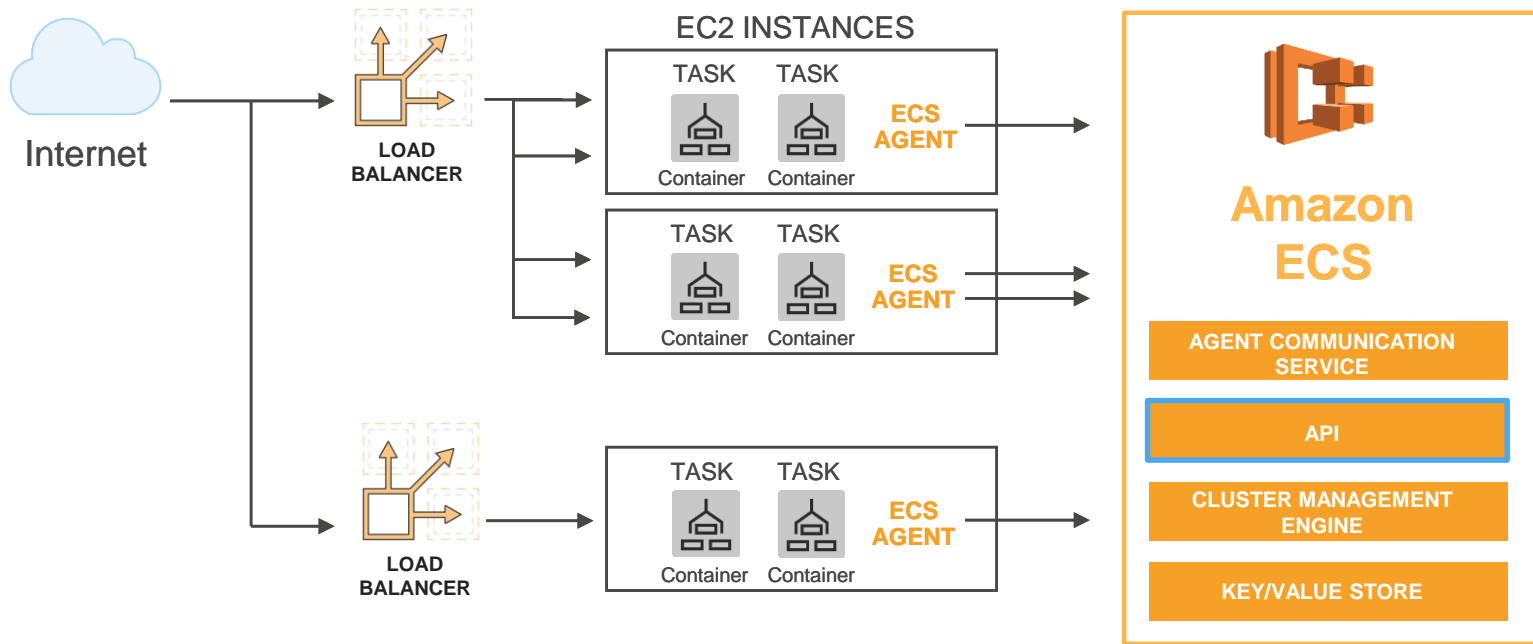 Internet
LOAD
BALANCER
EC2 INSTANCES
TASK TASK
ECS
AGENT
Container Container
TASK TASK
ECS
AGENT
Container Container
LOAD
BALANCER
TASK TASK
ECS
AGENT
Container Container
Amazon
ECS
AGENT COMMUNICATION
SERVICE
API
CLUSTER MANAGEMENT
ENGINE
KEY/VALUE STORE